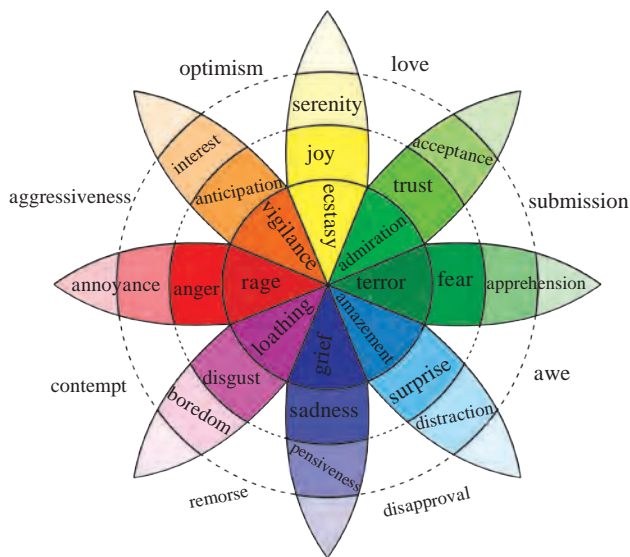 optimism
love
serenity
interest
acceptance
joy
anticipation
trust
aggressiveness
submission
vigilance
ecstasy
admiration
annoyance
anger
rage
terror
fear
apprehension
loathing
grief
amazement
disgust
surprise
contempt
awe
boredom
sadness
distraction
pensiveness
remorse
disapproval